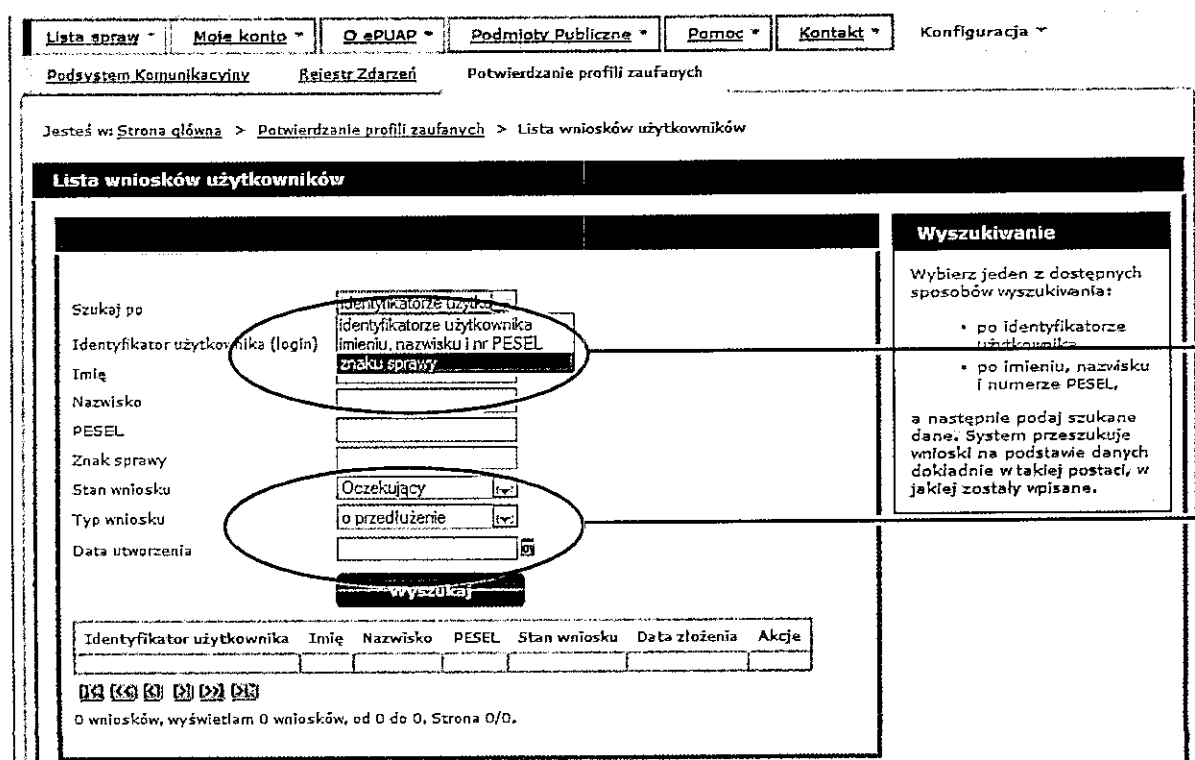 Lista spraw Moje konto O ePUAP Podmioty Publiczne Pomoc Kontakt Konfiguracja
Podsystem Komunikacyjny Rejestr Zdarzeń Potwierdzanie profili zaufanych
Jesteś w: Strona główna > Potwierdzanie profili zaufanych > Lista wniosków użytkowników
Lista wniosków użytkowników
Szukaj po identyfikatorze użytko
identyfikatorze użytkownika
imieniu, nazwisku i nr PESEL
znaku sprawy
Identyfikator użytkownika (login)
Imię
Nazwisko
PESEL
Znak sprawy
Stan wniosku Oczekujący
Typ wniosku o przedłużenie
Data utworzenia
Wyszukaj
Identyfikator użytkownika Imię Nazwisko PESEL Stan wniosku Data złożenia Akcje
0 wniosków, wyświetlam 0 wniosków, od 0 do 0, Strona 0/0.
Wyszukiwanie
Wybierz jeden z dostępnych
sposobów wyszukiwania:
• po identyfikatorze
użytkownika
• po imieniu, nazwisku
i numerze PESEL,
a następnie podaj szukane
dane. System przeszukuje
wnioski na podstawie danych
dokładnie w takiej postaci, w
jakiej zostały wpisane.